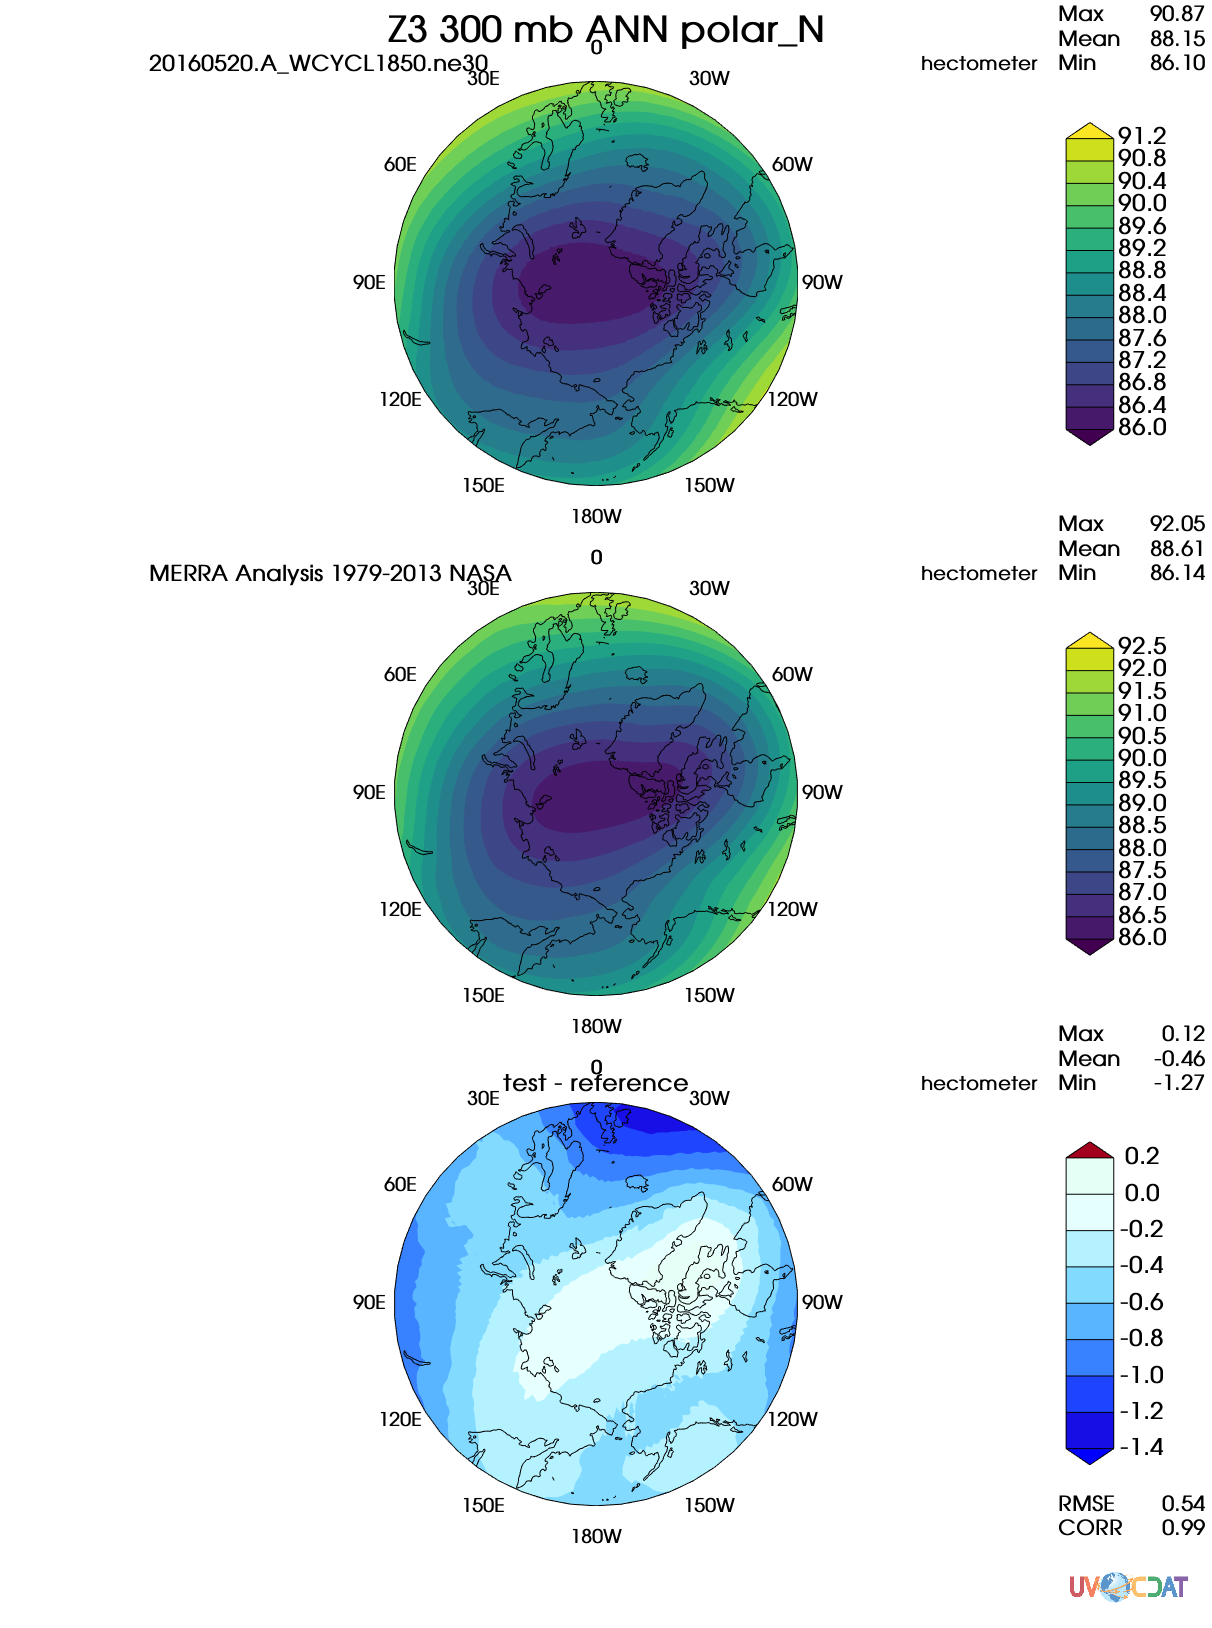 Z3 300 mb ANN polar_N
Max 90.87
Mean 88.15
20160520.A_WCYCL1850.ne30
hectometer Min 86.10
0
30E 30W
60E 60W
90E 90W
120E 120W
150E 150W
180W
91.2
90.8
90.4
90.0
89.6
89.2
88.8
88.4
88.0
87.6
87.2
86.8
86.4
86.0
Max 92.05
Mean 88.61
MERRA Analysis 1979-2013 NASA
hectometer Min 86.14
0
30E 30W
60E 60W
90E 90W
120E 120W
150E 150W
180W
92.5
92.0
91.5
91.0
90.5
90.0
89.5
89.0
88.5
88.0
87.5
87.0
86.5
86.0
Max 0.12
Mean -0.46
test - reference
hectometer Min -1.27
0
30E 30W
60E 60W
90E 90W
120E 120W
150E 150W
180W
0.2
0.0
-0.2
-0.4
-0.6
-0.8
-1.0
-1.2
-1.4
RMSE 0.54
CORR 0.99
UV CDAT